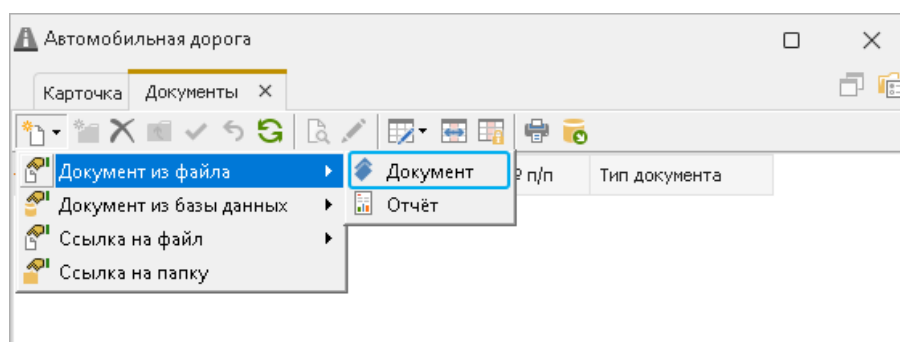 Автомобильная дорога
Карточка Документы
Документ из файла Документ
№ п/п Тип документа
Документ из базы данных Отчёт
Ссылка на файл
Ссылка на папку